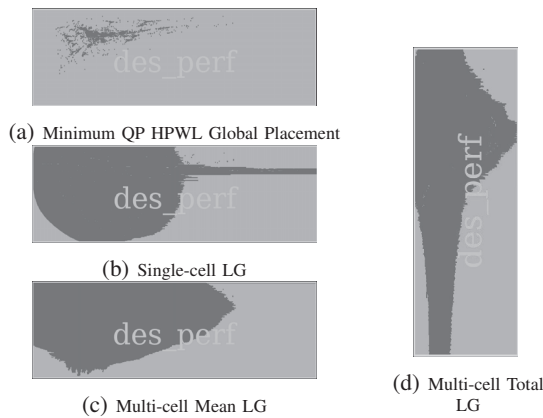 des_perf
(a) Minimum QP HPWL Global Placement
des_perf
(b) Single-cell LG
des_perf
(c) Multi-cell Mean LG
des_perf
(d) Multi-cell Total
LG